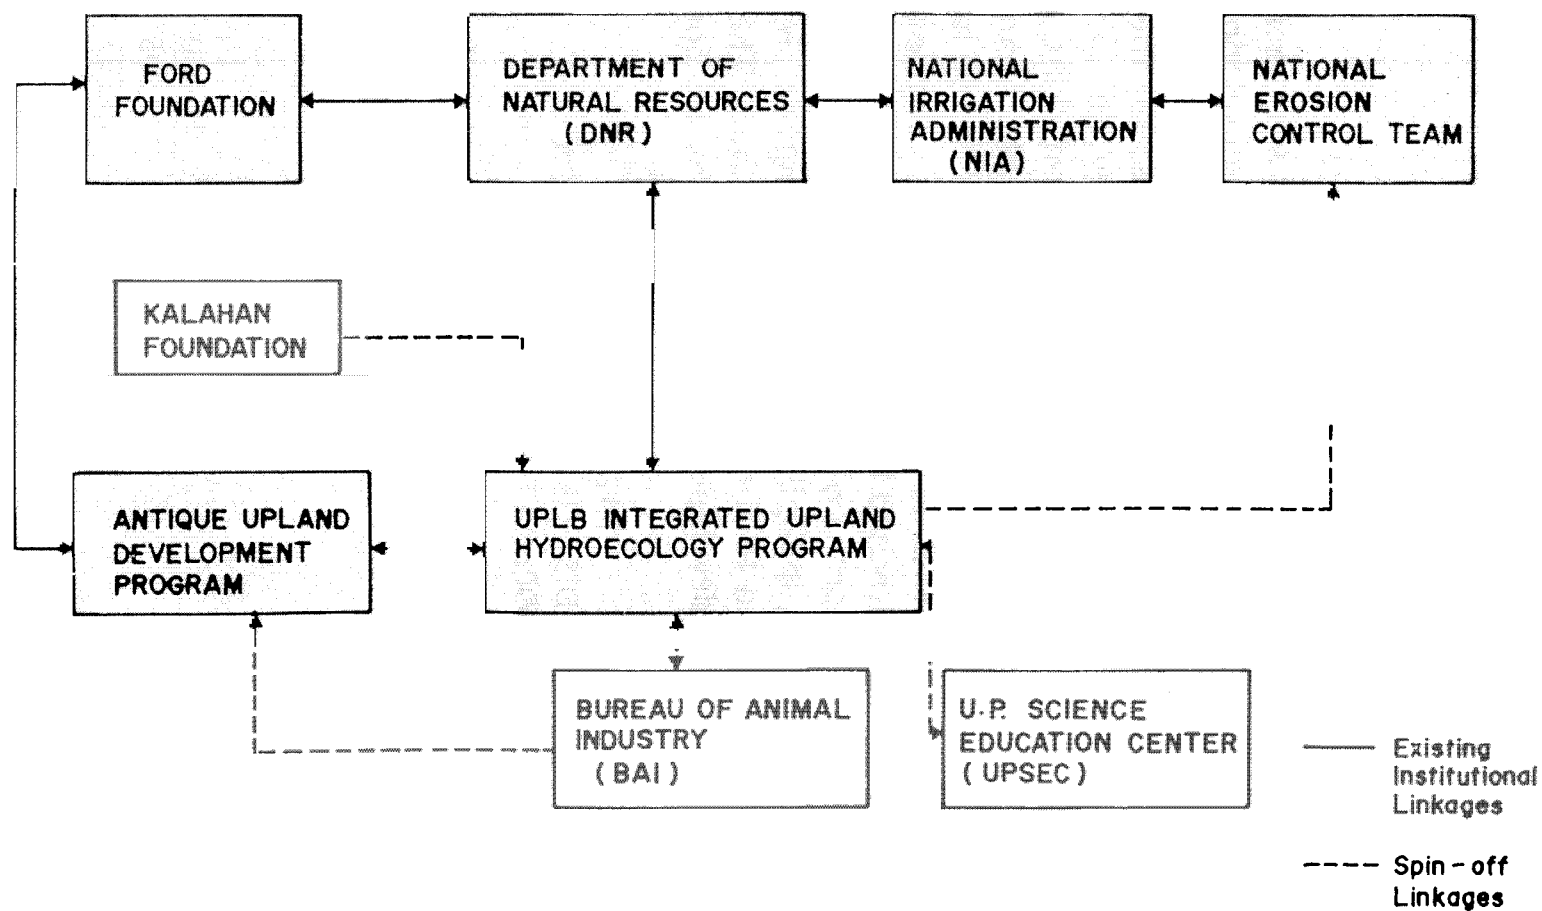 FORD
FOUNDATION
DEPARTMENT OF
NATURAL RESOURCES
(DNR)
NATIONAL
IRRIGATION
ADMINISTRATION
(NIA)
NATIONAL
EROSION
CONTROL TEAM
KALAHAN
FOUNDATION
ANTIQUE UPLAND
DEVELOPMENT
PROGRAM
UPLB INTEGRATED UPLAND
HYDROECOLOGY PROGRAM
BUREAU OF ANIMAL
INDUSTRY
(BAI)
U.P. SCIENCE
EDUCATION CENTER
(UPSEC)
Existing
Institutional
Linkages
Spin-off
Linkages